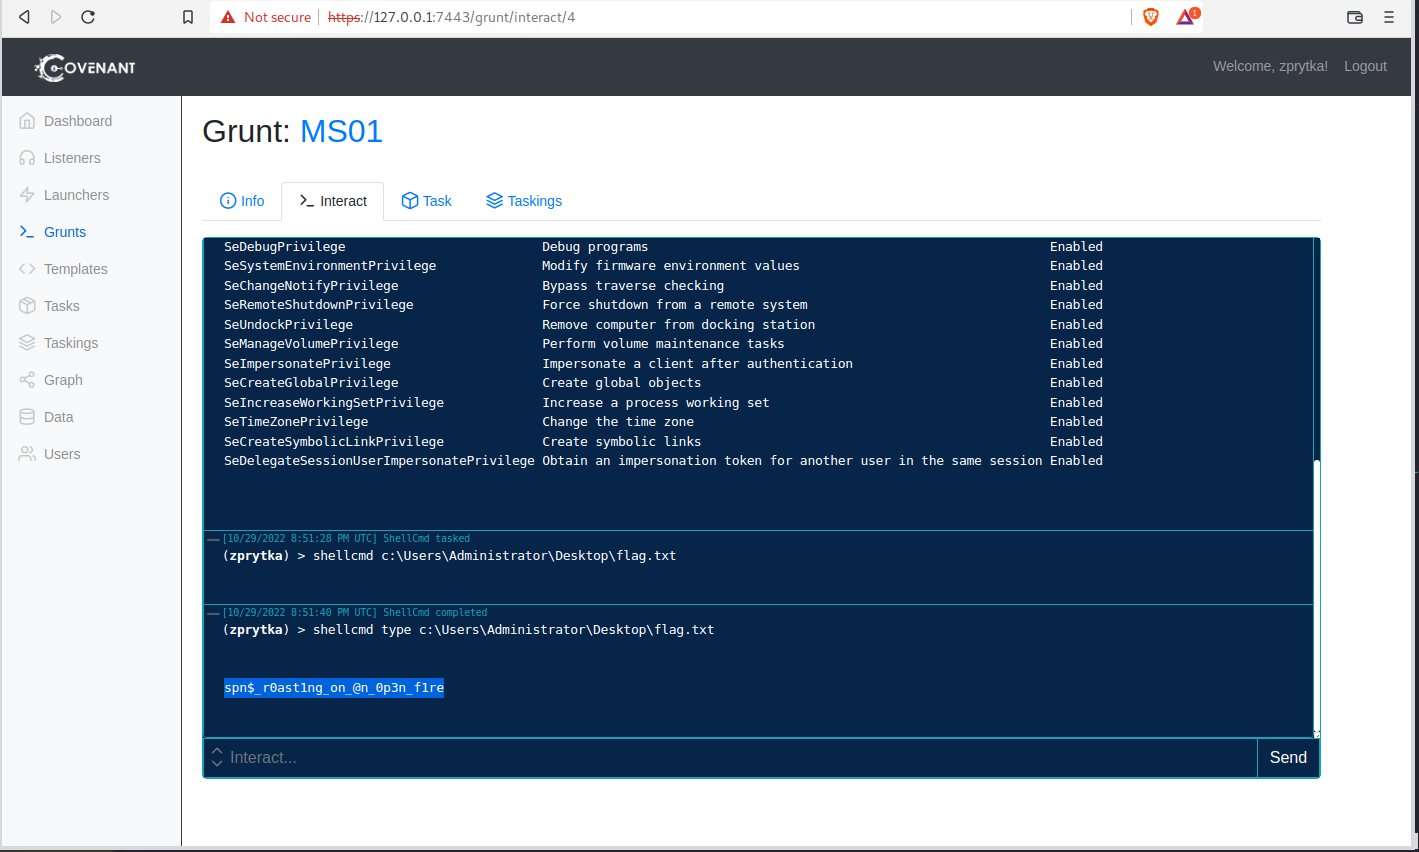 Not secure https://127.0.0.1:7443/grunt/interact/4
1
COVENANT
Welcome, zprytka! Logout
Dashboard
Listeners
Launchers
Grunts
Templates
Tasks
Taskings
Graph
Data
Users
Grunt: MS01
Info Interact Task Taskings
SeDebugPrivilege Debug programs Enabled
SeSystemEnvironmentPrivilege Modify firmware environment values Enabled
SeChangeNotifyPrivilege Bypass traverse checking Enabled
SeRemoteShutdownPrivilege Force shutdown from a remote system Enabled
SeUndockPrivilege Remove computer from docking station Enabled
SeManageVolumePrivilege Perform volume maintenance tasks Enabled
SeImpersonatePrivilege Impersonate a client after authentication Enabled
SeCreateGlobalPrivilege Create global objects Enabled
SeIncreaseWorkingSetPrivilege Increase a process working set Enabled
SeTimeZonePrivilege Change the time zone Enabled
SeCreateSymbolicLinkPrivilege Create symbolic links Enabled
SeDelegateSessionUserImpersonatePrivilege Obtain an impersonation token for another user in the same session Enabled
[10/29/2022 8:51:28 PM UTC] ShellCmd tasked
(zprytka) > shellcmd c:\Users\Administrator\Desktop\flag.txt
[10/29/2022 8:51:40 PM UTC] ShellCmd completed
(zprytka) > shellcmd type c:\Users\Administrator\Desktop\flag.txt
spn$_r0ast1ng_on_@n_0p3n_f1re
Interact... Send